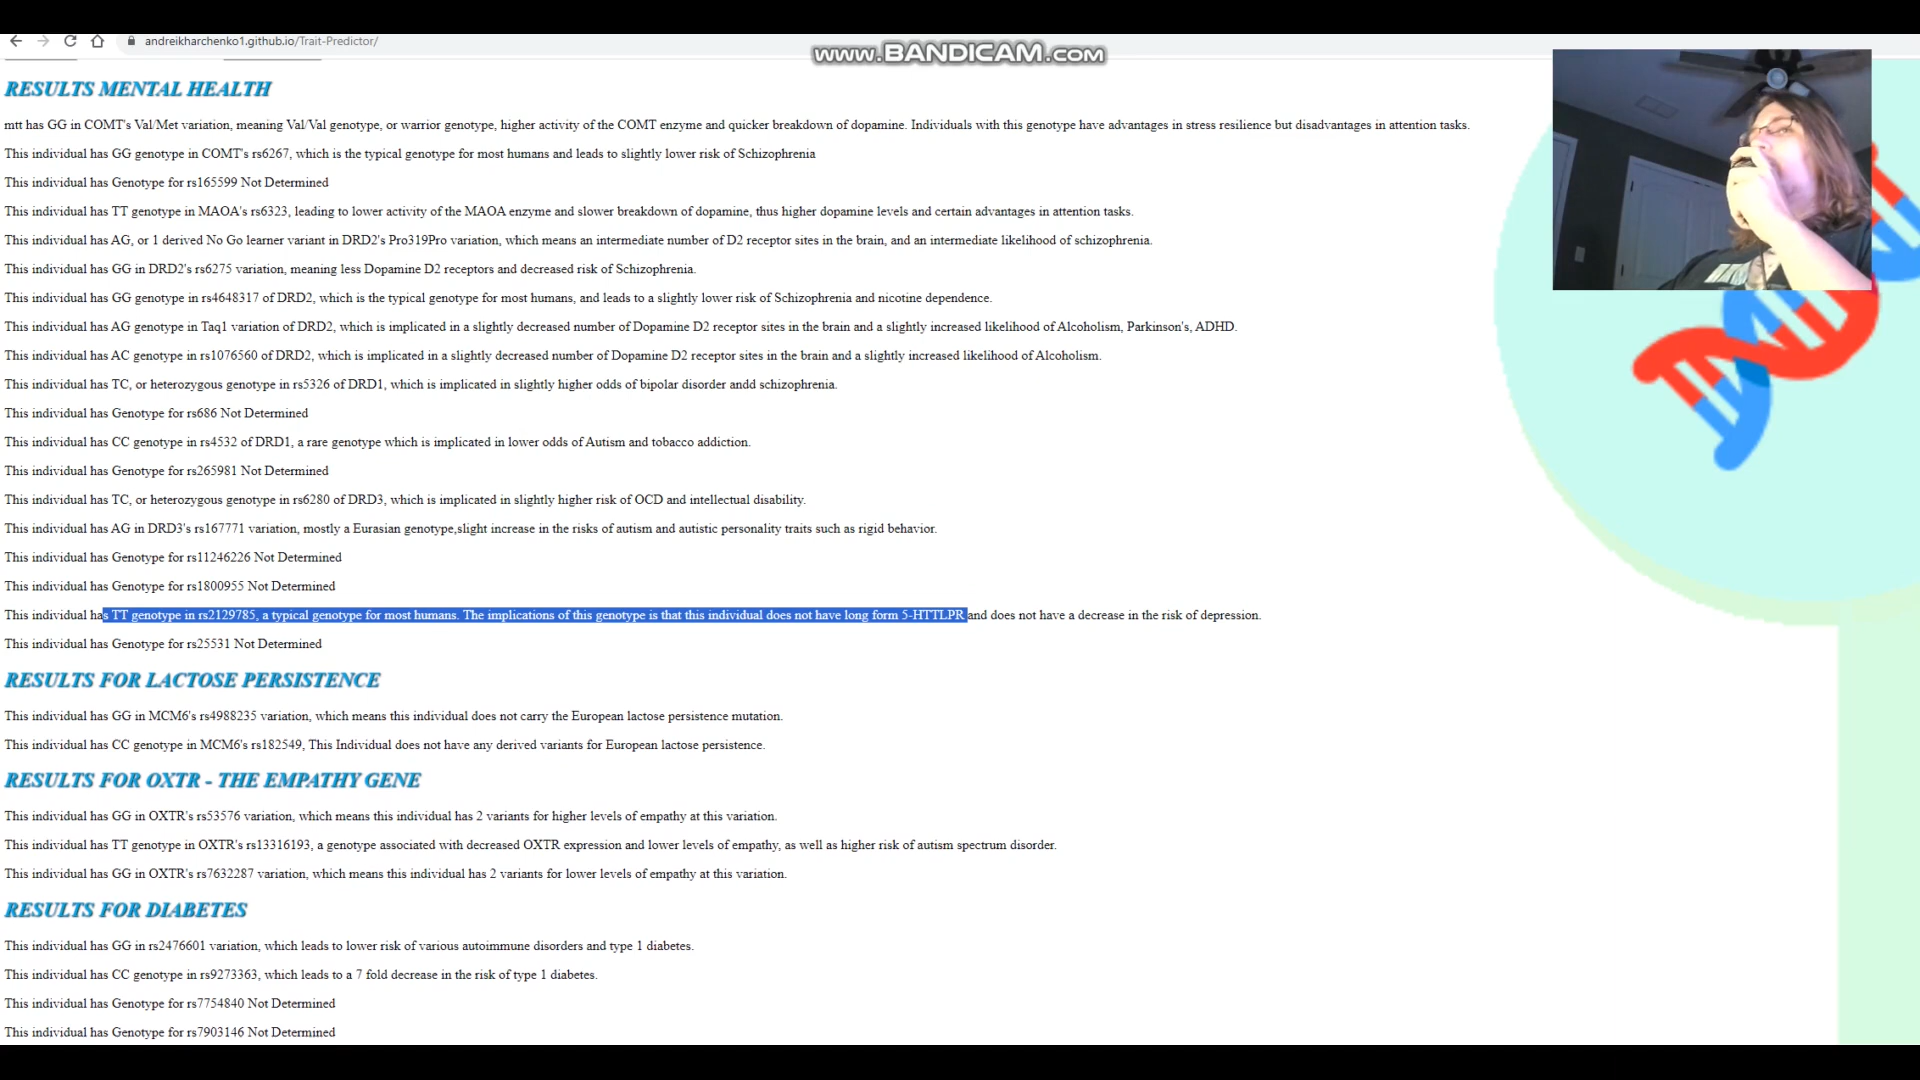 andreikharchenko1.github.io/Trait-Predictor/
www.BANDICAM.com
RESULTS MENTAL HEALTH
mtt has GG in COMT's Val/Met variation, meaning Val/Val genotype, or warrior genotype, higher activity of the COMT enzyme and quicker breakdown of dopamine. Individuals with this genotype have advantages in stress resilience but disadvantages in attention tasks.
This individual has GG genotype in COMT's rs6267, which is the typical genotype for most humans and leads to slightly lower risk of Schizophrenia
This individual has Genotype for rs165599 Not Determined
This individual has TT genotype in MAOA's rs6323, leading to lower activity of the MAOA enzyme and slower breakdown of dopamine, thus higher dopamine levels and certain advantages in attention tasks.
This individual has AG, or 1 derived No Go learner variant in DRD2's Pro319Pro variation, which means an intermediate number of D2 receptor sites in the brain, and an intermediate likelihood of schizophrenia.
This individual has GG in DRD2's rs6275 variation, meaning less Dopamine D2 receptors and decreased risk of Schizophrenia.
This individual has GG genotype in rs4648317 of DRD2, which is the typical genotype for most humans, and leads to a slightly lower risk of Schizophrenia and nicotine dependence.
This individual has AG genotype in Taq1 variation of DRD2, which is implicated in a slightly decreased number of Dopamine D2 receptor sites in the brain and a slightly increased likelihood of Alcoholism, Parkinson's, ADHD.
This individual has AC genotype in rs1076560 of DRD2, which is implicated in a slightly decreased number of Dopamine D2 receptor sites in the brain and a slightly increased likelihood of Alcoholism.
This individual has TC, or heterozygous genotype in rs5326 of DRD1, which is implicated in slightly higher odds of bipolar disorder andd schizophrenia.
This individual has Genotype for rs686 Not Determined
This individual has CC genotype in rs4532 of DRD1, a rare genotype which is implicated in lower odds of Autism and tobacco addiction.
This individual has Genotype for rs265981 Not Determined
This individual has TC, or heterozygous genotype in rs6280 of DRD3, which is implicated in slightly higher risk of OCD and intellectual disability.
This individual has AG in DRD3's rs167771 variation, mostly a Eurasian genotype,slight increase in the risks of autism and autistic personality traits such as rigid behavior.
This individual has Genotype for rs11246226 Not Determined
This individual has Genotype for rs1800955 Not Determined
This individual has TT genotype in rs2129785, a typical genotype for most humans. The implications of this genotype is that this individual does not have long form 5-HTTLPR and does not have a decrease in the risk of depression.
This individual has Genotype for rs25531 Not Determined
RESULTS FOR LACTOSE PERSISTENCE
This individual has GG in MCM6's rs4988235 variation, which means this individual does not carry the European lactose persistence mutation.
This individual has CC genotype in MCM6's rs182549, This Individual does not have any derived variants for European lactose persistence.
RESULTS FOR OXTR - THE EMPATHY GENE
This individual has GG in OXTR's rs53576 variation, which means this individual has 2 variants for higher levels of empathy at this variation.
This individual has TT genotype in OXTR's rs13316193, a genotype associated with decreased OXTR expression and lower levels of empathy, as well as higher risk of autism spectrum disorder.
This individual has GG in OXTR's rs7632287 variation, which means this individual has 2 variants for lower levels of empathy at this variation.
RESULTS FOR DIABETES
This individual has GG in rs2476601 variation, which leads to lower risk of various autoimmune disorders and type 1 diabetes.
This individual has CC genotype in rs9273363, which leads to a 7 fold decrease in the risk of type 1 diabetes.
This individual has Genotype for rs7754840 Not Determined
This individual has Genotype for rs7903146 Not Determined